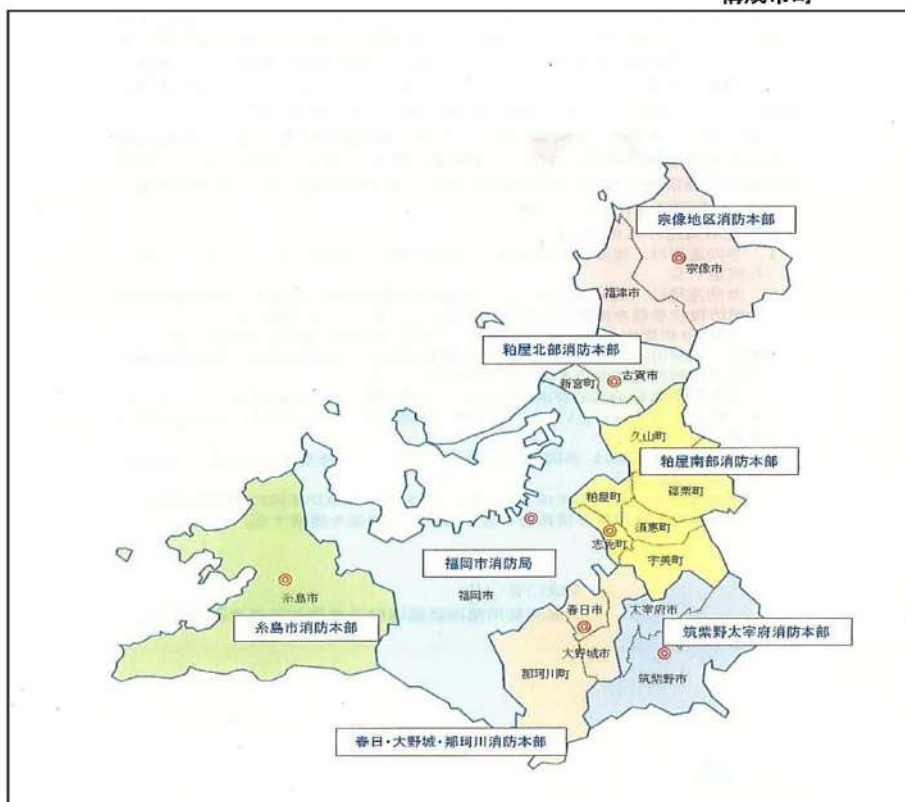 宗像地区消防本部
宗像市
福津市
粕屋北部消防本部
新宮町
古賀市
久山町
粕屋南部消防本部
粕屋町
篠栗町
須恵町
志免町
宇美町
福岡市消防局
福岡市
糸島市
糸島市消防本部
春日市
太宰府市
筑紫野太宰府消防本部
大野城市
那珂川町
筑紫野市
春日・大野城・那珂川消防本部